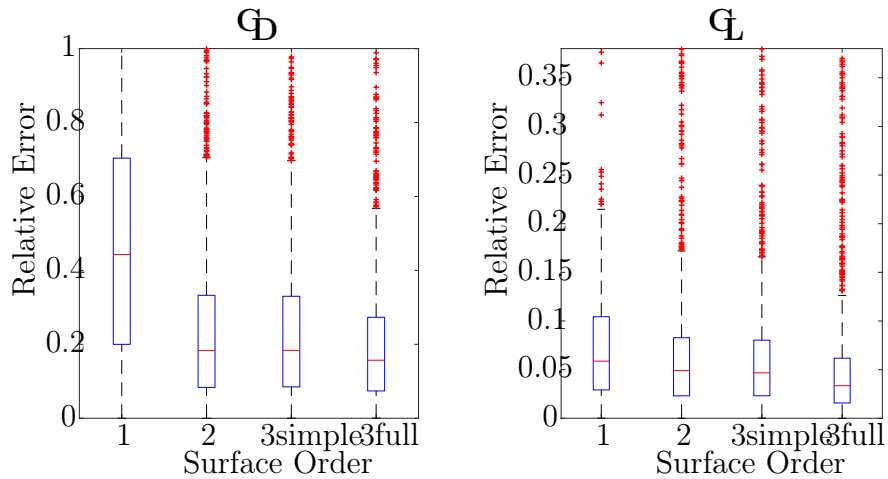 C_D
1
0.8
0.6
0.4
0.2
0
Relative Error
1 2 3simple 3full
Surface Order
C_L
0.35
0.3
0.25
0.2
0.15
0.1
0.05
0
Relative Error
1 2 3simple 3full
Surface Order